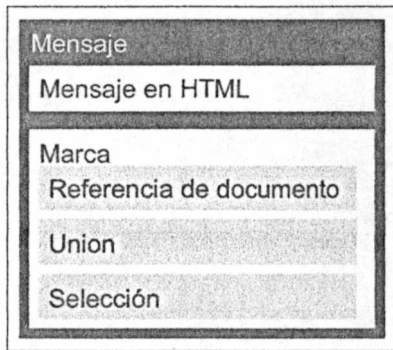 Mensaje
Mensaje en HTML
Marca
Referencia de documento
Union
Selección